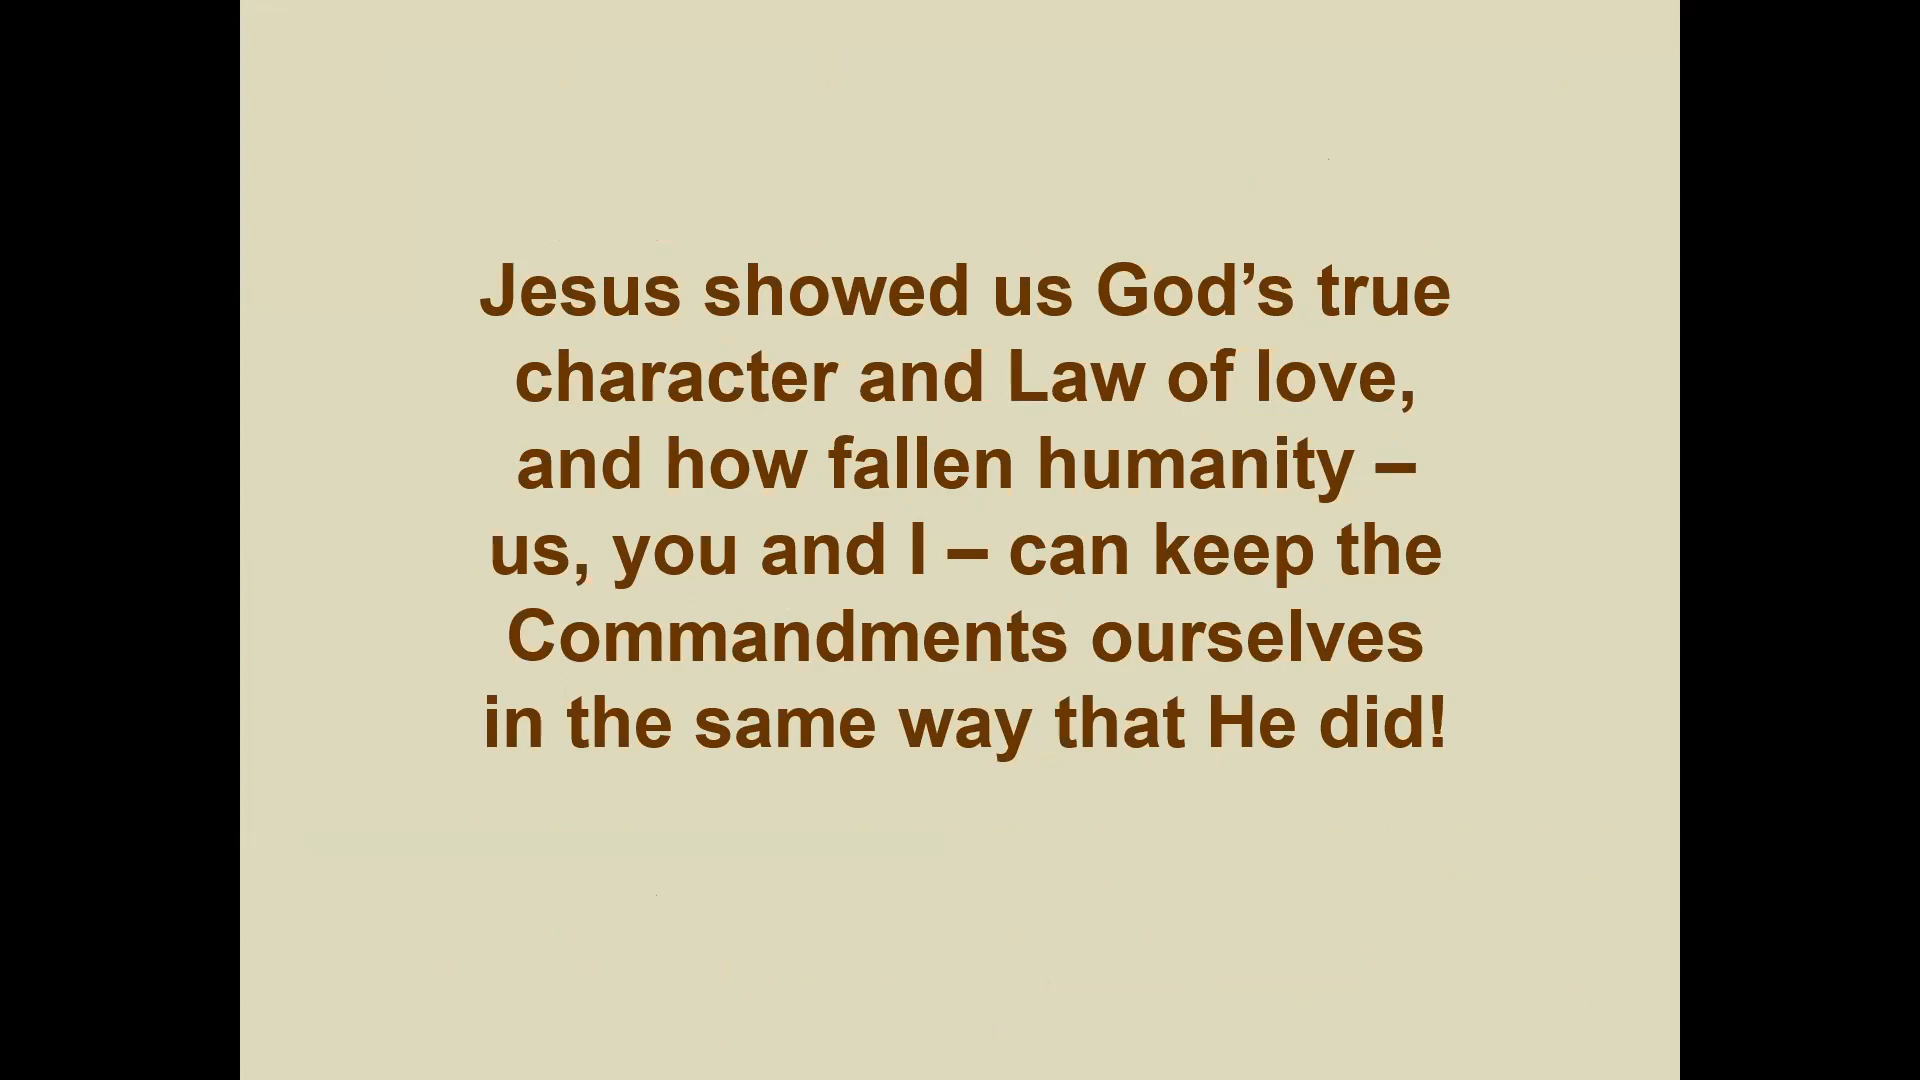 Jesus showed us God’s true
character and Law of love,
and how fallen humanity –
us, you and I – can keep the
Commandments ourselves
in the same way that He did!